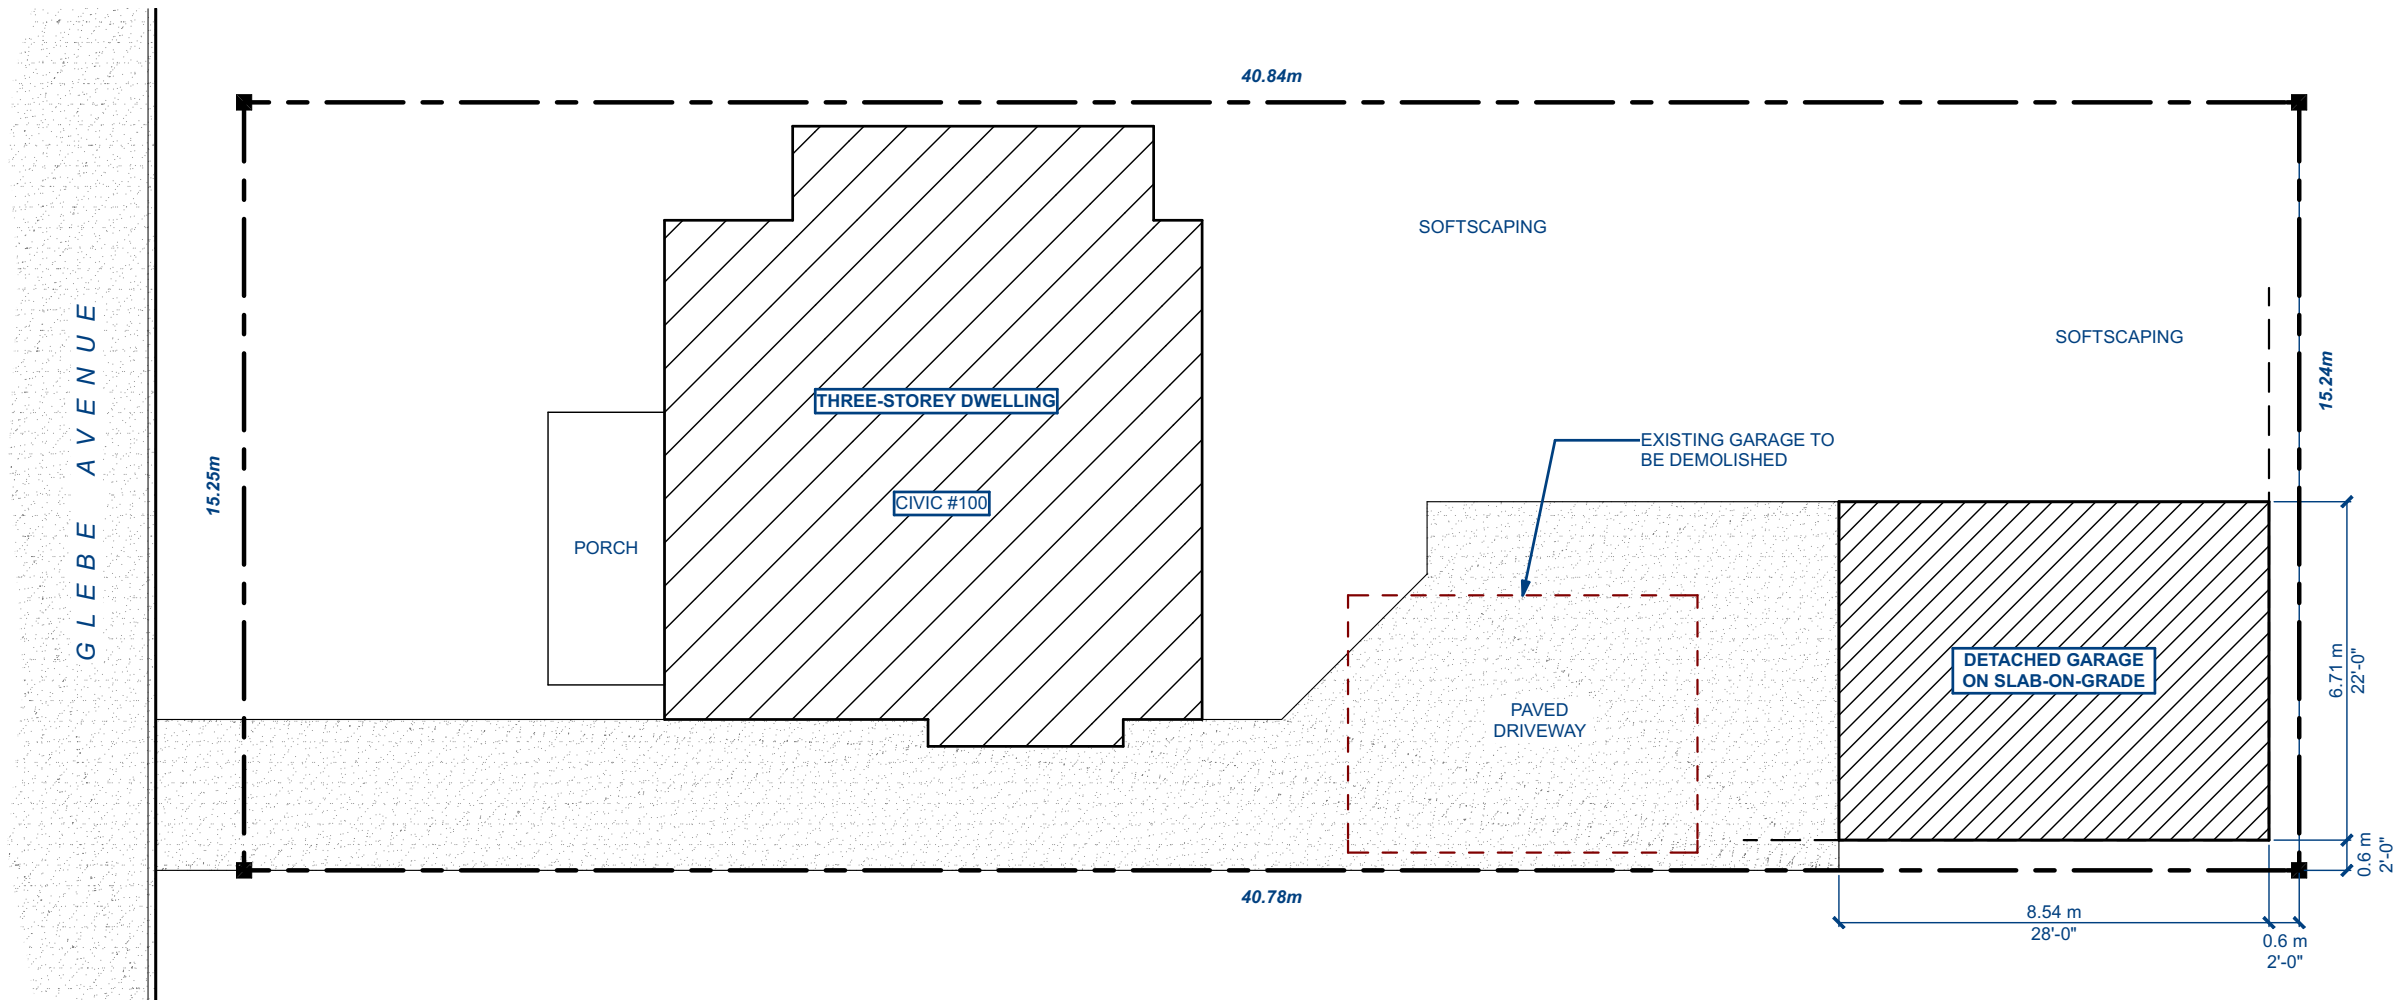 40.84m
SOFTSCAPING
SOFTSCAPING
GLEBE AVENUE
15.25m
15.24m
THREE-STOREY DWELLING
CIVIC #100
PORCH
EXISTING GARAGE TO
BE DEMOLISHED
PAVED
DRIVEWAY
DETACHED GARAGE
ON SLAB-ON-GRADE
6.71 m
22'-0"
0.6 m
2'-0"
40.78m
8.54 m
28'-0"
0.6 m
2'-0"